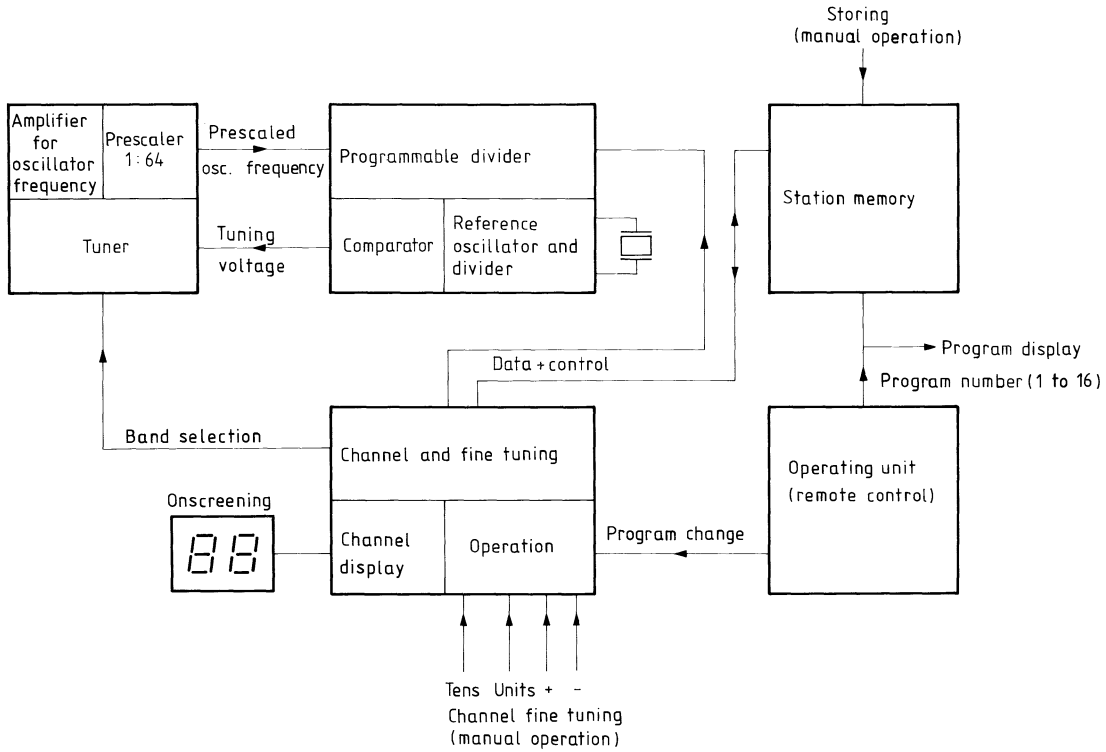 Storing
(manual operation)
Amplifier
for
oscillator
frequency
Prescaler
1:64
Prescaled
osc. frequency
Programmable divider
Station memory
Tuner
Tuning
voltage
Comparator
Reference
oscillator and
divider
Program display
Program number (1 to 16)
Data + control
Band selection
Channel and fine tuning
Operating unit
(remote control)
Onscreening
88
Channel
display
Operation
Program change
Tens Units + -
Channel fine tuning
(manual operation)